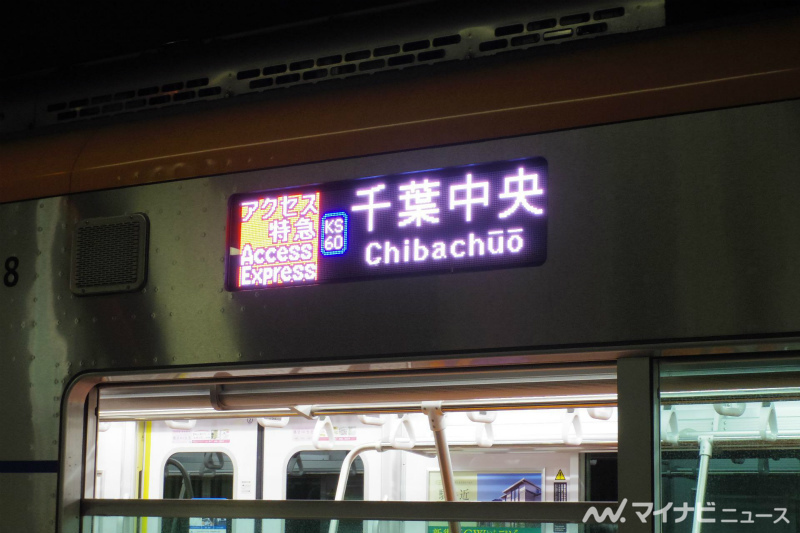 アクセス
特急
Access
Express
KS
60
千葉中央
Chibachūō
8
マイナビニュース